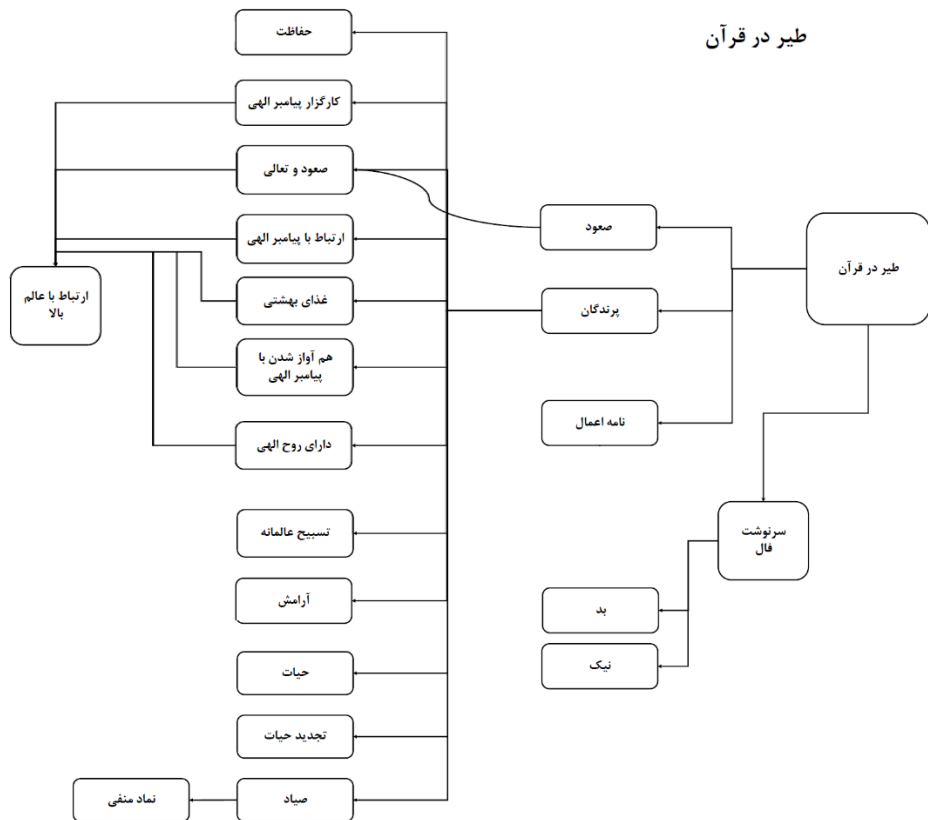 طیر در قرآن
طیر در قرآن
صعود
پرندگان
نامه اعمال
سرنوشت
فال
بد
نیک
حفاظت
کارگزار پیامبر الهی
صعود و تعالی
ارتباط با پیامبر الهی
غذای بهشتی
هم آواز شدن با
پیامبر الهی
دارای روح الهی
تسبیح عالمانه
آرامش
حیات
تجدید حیات
صیاد
نماد منفی
ارتباط با عالم
بالا